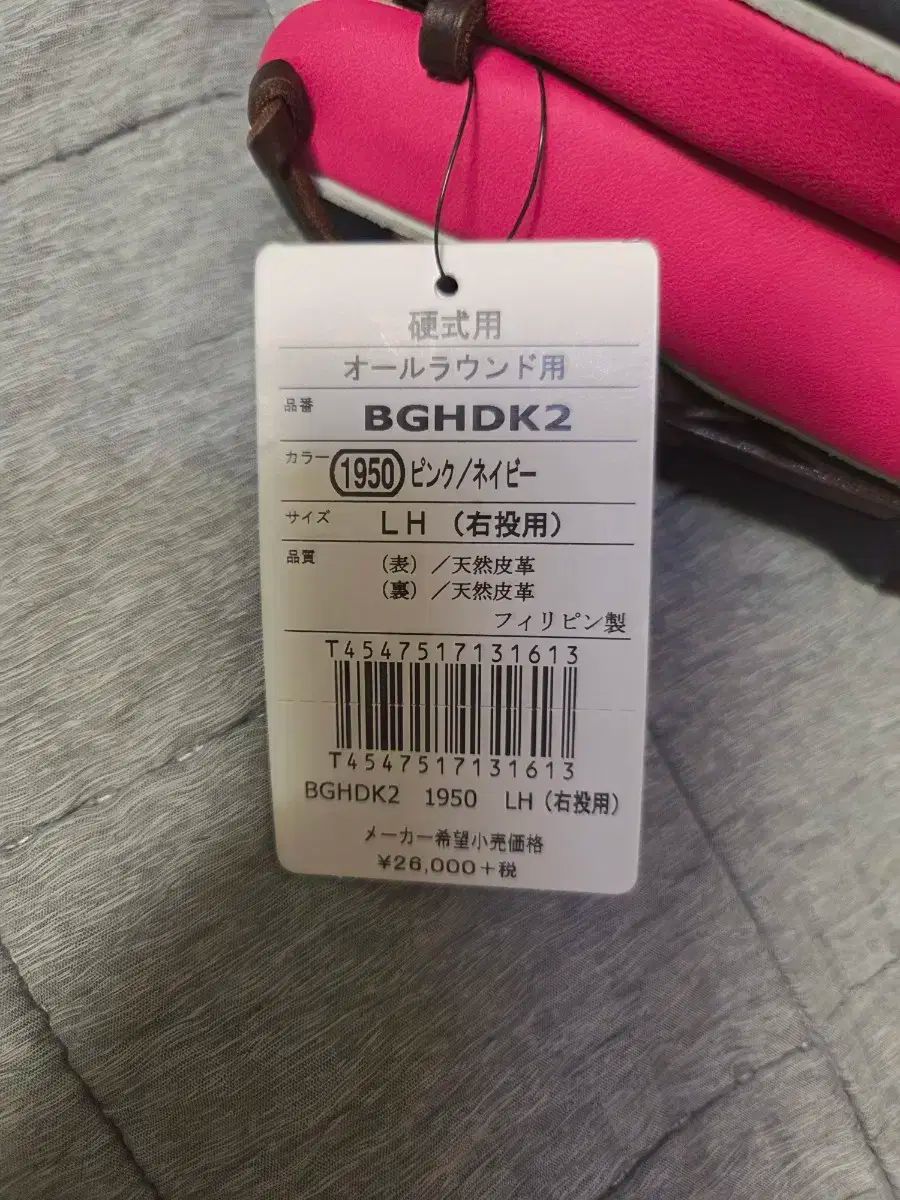 硬式用
オールラウンド用
品番 BGHDK2
カラー 1950 ピンク/ネイビー
サイズ LH (右投用)
品質 (表) /天然皮革
(裏) /天然皮革
フィリピン製
T4547517131613
T4547517131613
BGHDK2 1950 LH (右投用)
メーカー希望小売価格
¥26,000+税